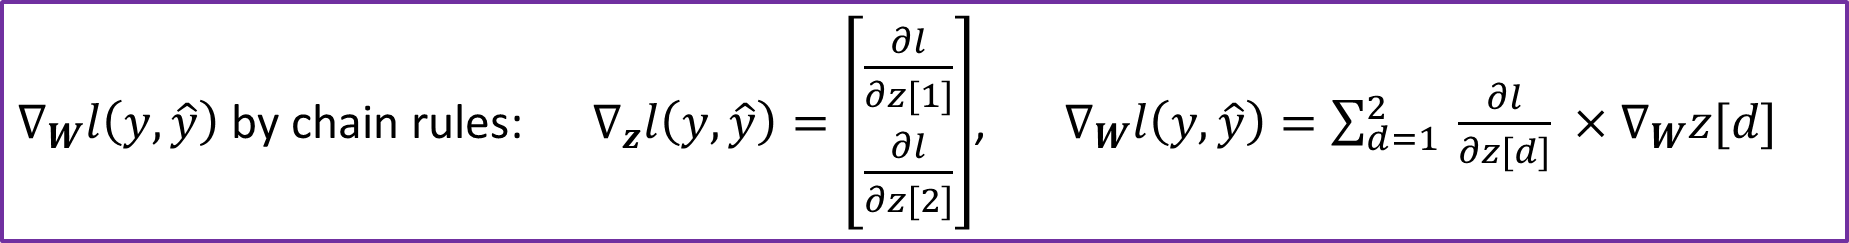 ∇_W l(y, ŷ) by chain rules: ∇_z l(y, ŷ) = [∂l/∂z[1] ∂l/∂z[2]], ∇_W l(y, ŷ) = ∑_{d=1}^{2} ∂l/∂z[d] × ∇_W z[d]